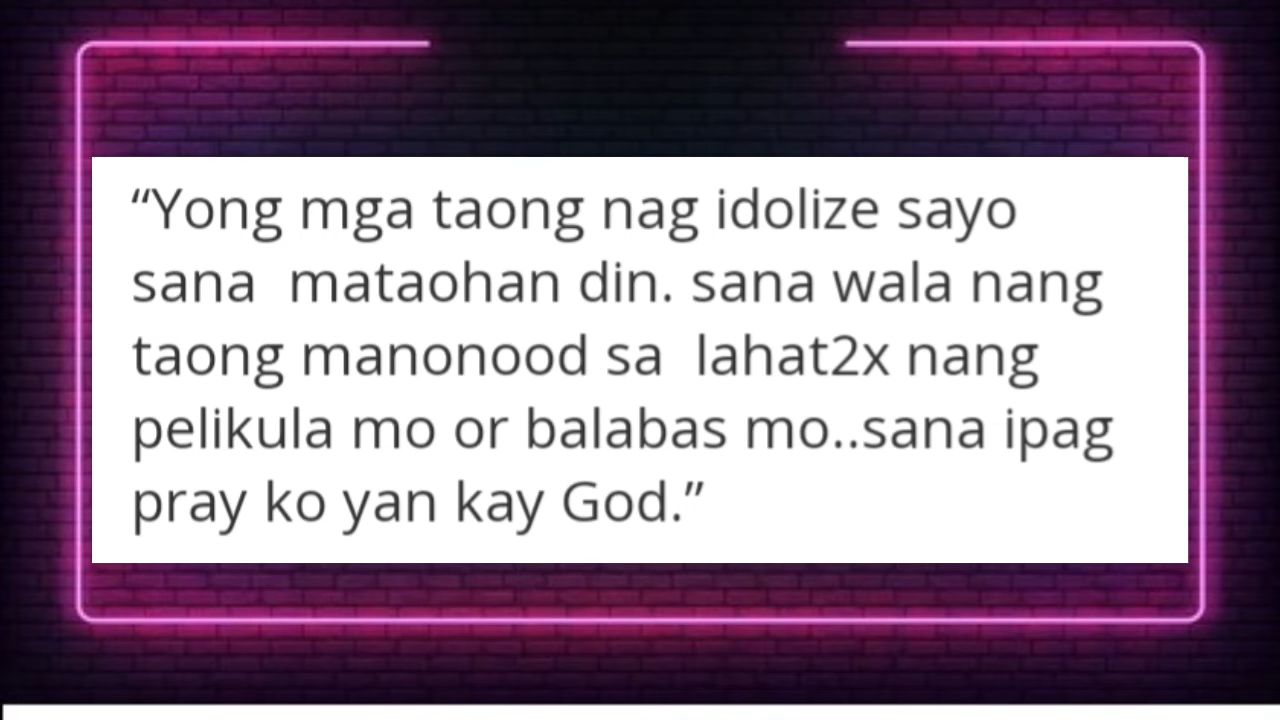 “Yong mga taong nag idolize sayo
sana  mataohan din. sana wala nang
taong manonood sa  lahat2x nang
pelikula mo or balabas mo..sana ipag
pray ko yan kay God.”